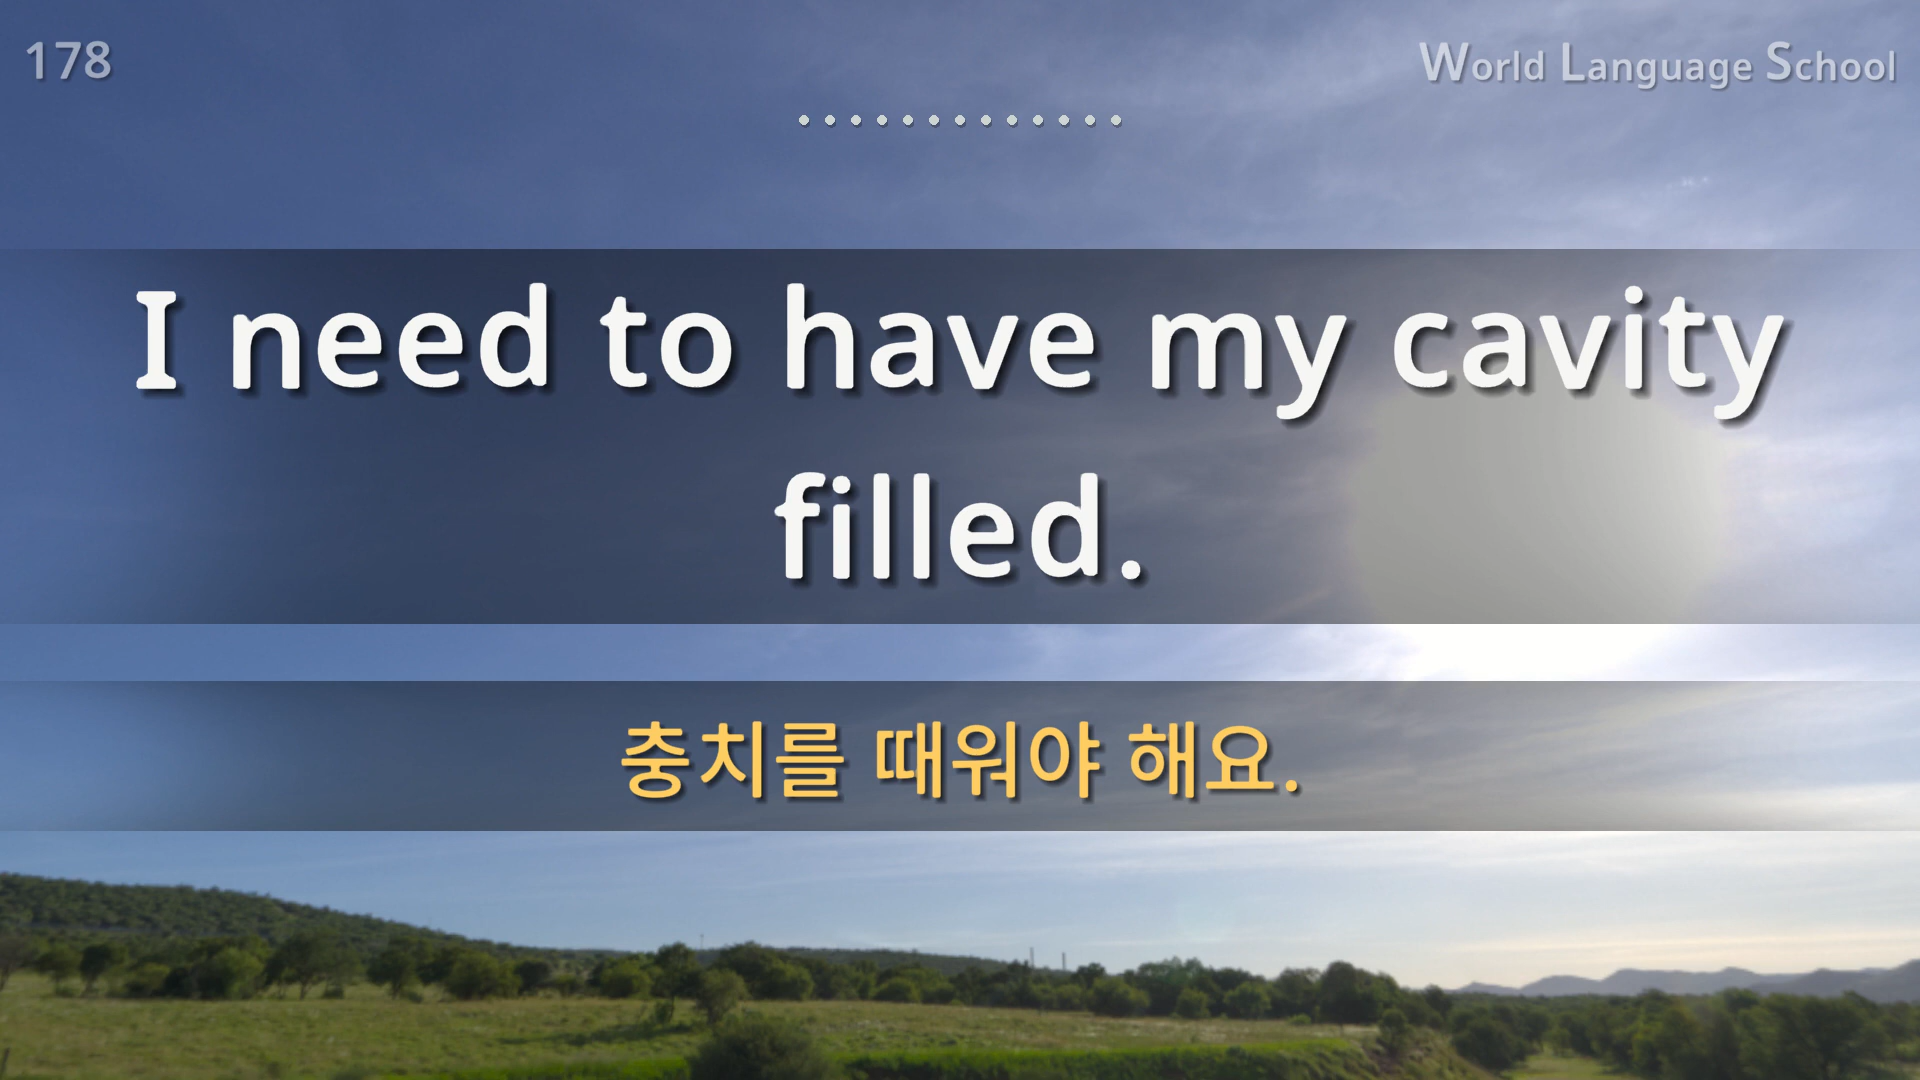 178
World Language School
I need to have my cavity
filled.
충치를 때워야 해요.